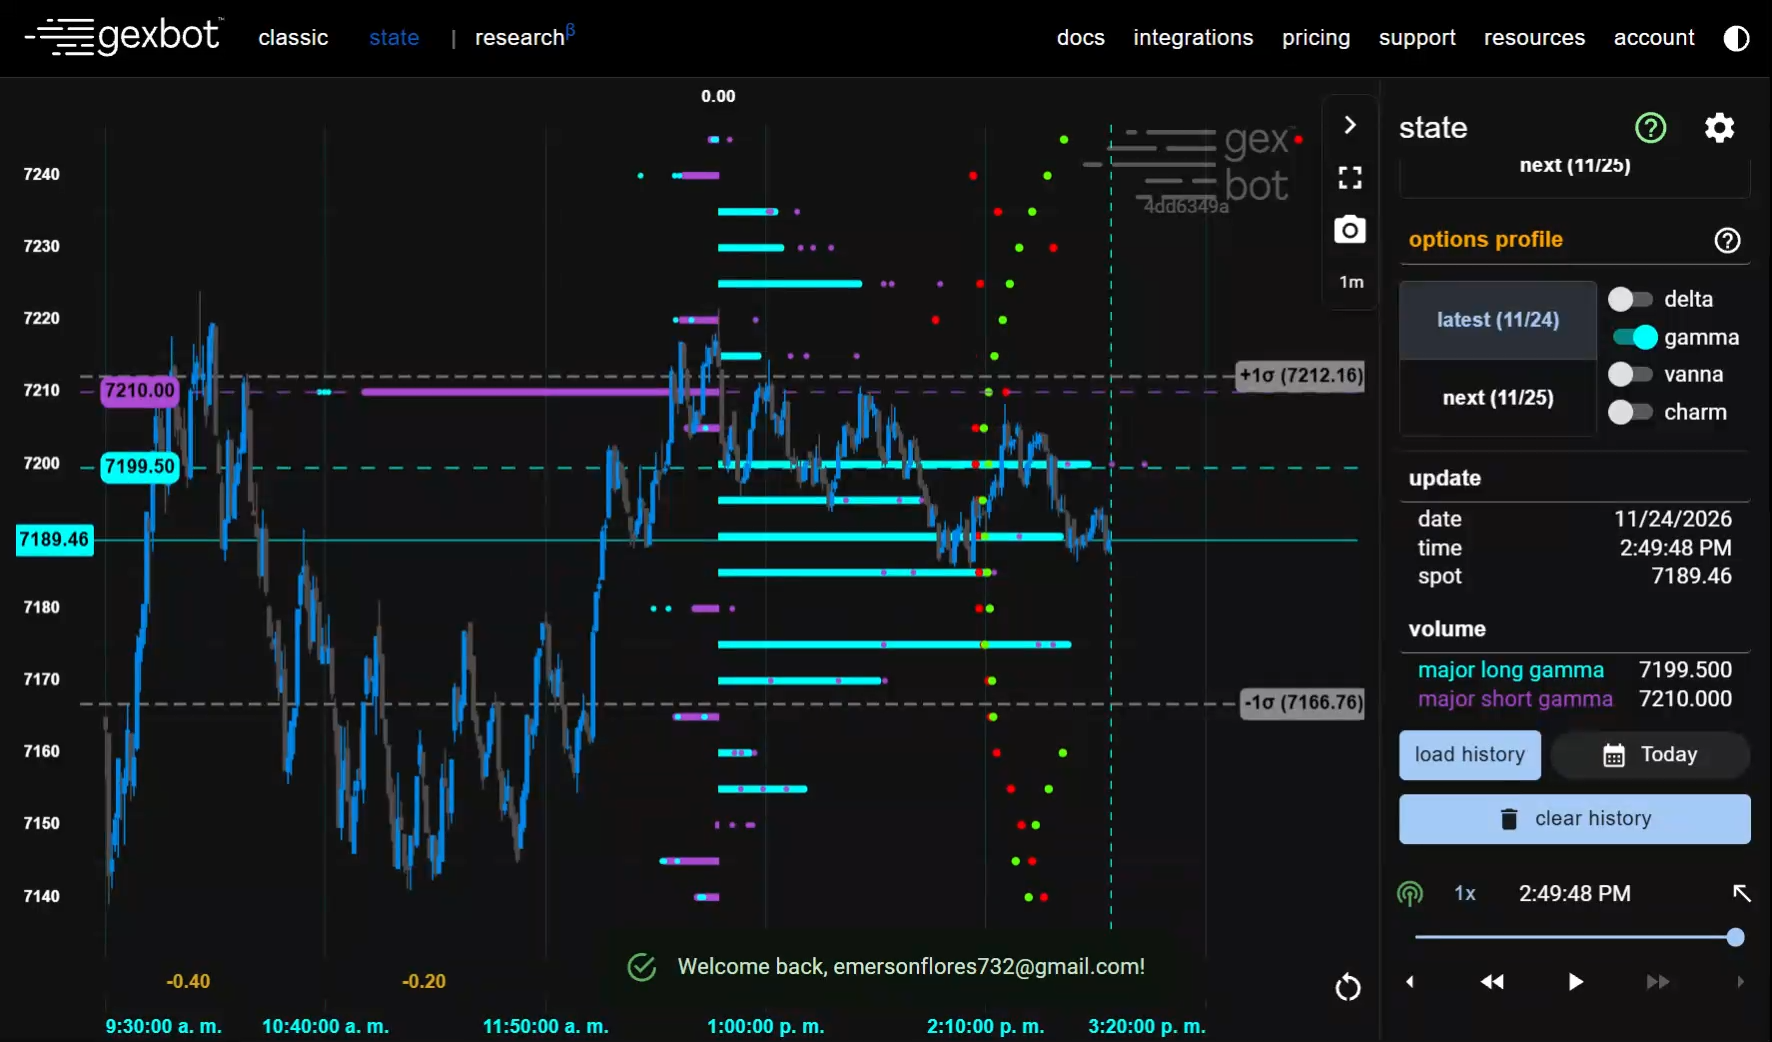 gexbot™ classic state | researchβ docs integrations pricing support resources account
0.00
7240
7230
7220
7210
7200
7180
7170
7160
7150
7140
7210.00
7199.50
7189.46
gex
bot
4dd6349a
+1σ (7212.16)
-1σ (7166.76)
1m
-0.40 -0.20
Welcome back, emersonflores732@gmail.com!
9:30:00 a. m. 10:40:00 a. m. 11:50:00 a. m. 1:00:00 p. m. 2:10:00 p. m. 3:20:00 p. m.
state
next (11/25)
options profile
latest (11/24)
next (11/25)
delta
gamma
vanna
charm
update
date 11/24/2026
time 2:49:48 PM
spot 7189.46
volume
major long gamma 7199.500
major short gamma 7210.000
load history Today
clear history
1x 2:49:48 PM